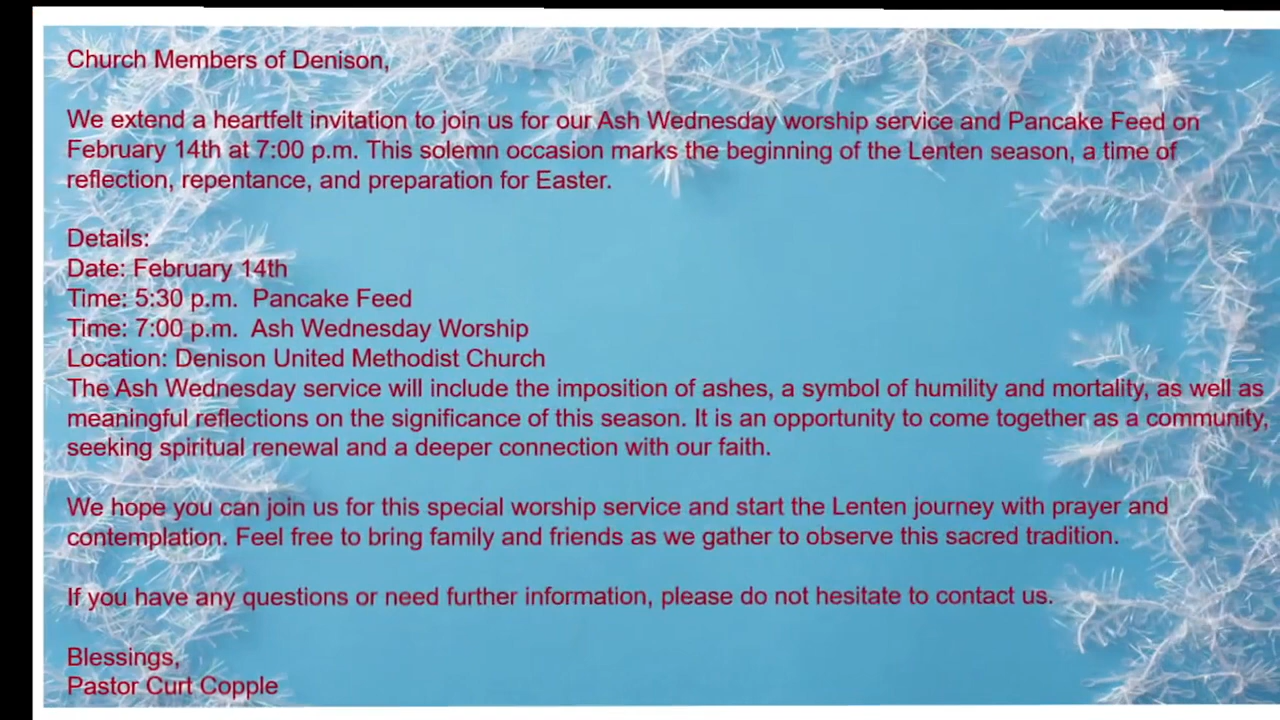 Church Members of Denison,
We extend a heartfelt invitation to join us for our Ash Wednesday worship service and Pancake Feed on
February 14th at 7:00 p.m. This solemn occasion marks the beginning of the Lenten season, a time of
reflection, repentance, and preparation for Easter.
Details:
Date: February 14th
Time: 5:30 p.m. Pancake Feed
Time: 7:00 p.m. Ash Wednesday Worship
Location: Denison United Methodist Church
The Ash Wednesday service will include the imposition of ashes, a symbol of humility and mortality, as well as
meaningful reflections on the significance of this season. It is an opportunity to come together as a community,
seeking spiritual renewal and a deeper connection with our faith.
We hope you can join us for this special worship service and start the Lenten journey with prayer and
contemplation. Feel free to bring family and friends as we gather to observe this sacred tradition.
If you have any questions or need further information, please do not hesitate to contact us.
Blessings,
Pastor Curt Copple